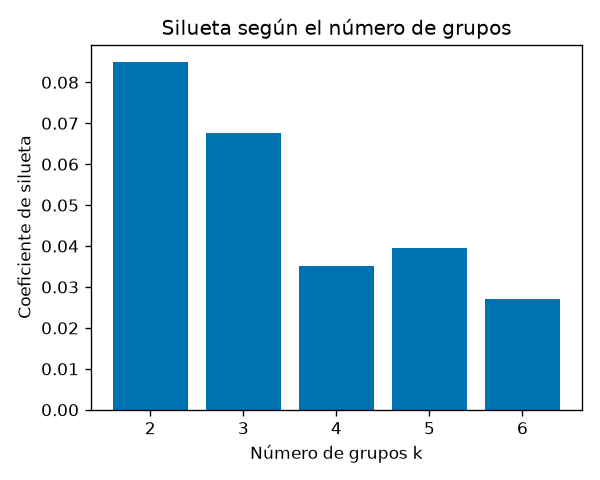 Silueta según el número de grupos
0.08
0.07
0.06
0.05
0.04
0.03
0.02
0.01
0.00
Coeficiente de silueta
2 3 4 5 6
Número de grupos k